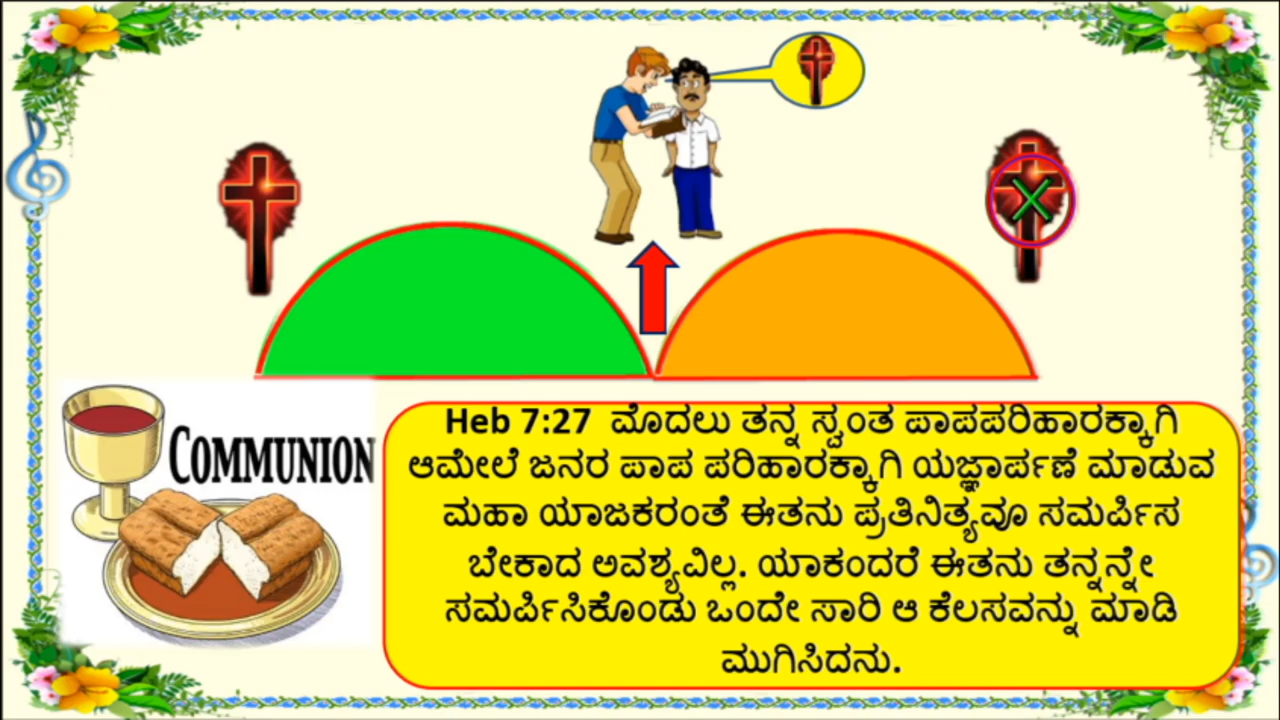 COMMUNION
Heb 7:27 ಮೊದಲು ತನ್ನ ಸ್ವಂತ ಪಾಪಪರಿಹಾರಕ್ಕಾಗಿ
ಆಮೇಲೆ ಜನರ ಪಾಪ ಪರಿಹಾರಕ್ಕಾಗಿ ಯಜ್ಞಾರ್ಪಣೆ ಮಾಡುವ
ಮಹಾ ಯಾಜಕರಂತೆ ಈತನು ಪ್ರತಿನಿತ್ಯವೂ ಸಮರ್ಪಿಸ
ಬೇಕಾದ ಅವಶ್ಯವಿಲ್ಲ. ಯಾಕಂದರೆ ಈತನು ತನ್ನನ್ನೇ
ಸಮರ್ಪಿಸಿಕೊಂಡು ಒಂದೇ ಸಾರಿ ಆ ಕೆಲಸವನ್ನು ಮಾಡಿ
ಮುಗಿಸಿದನು.